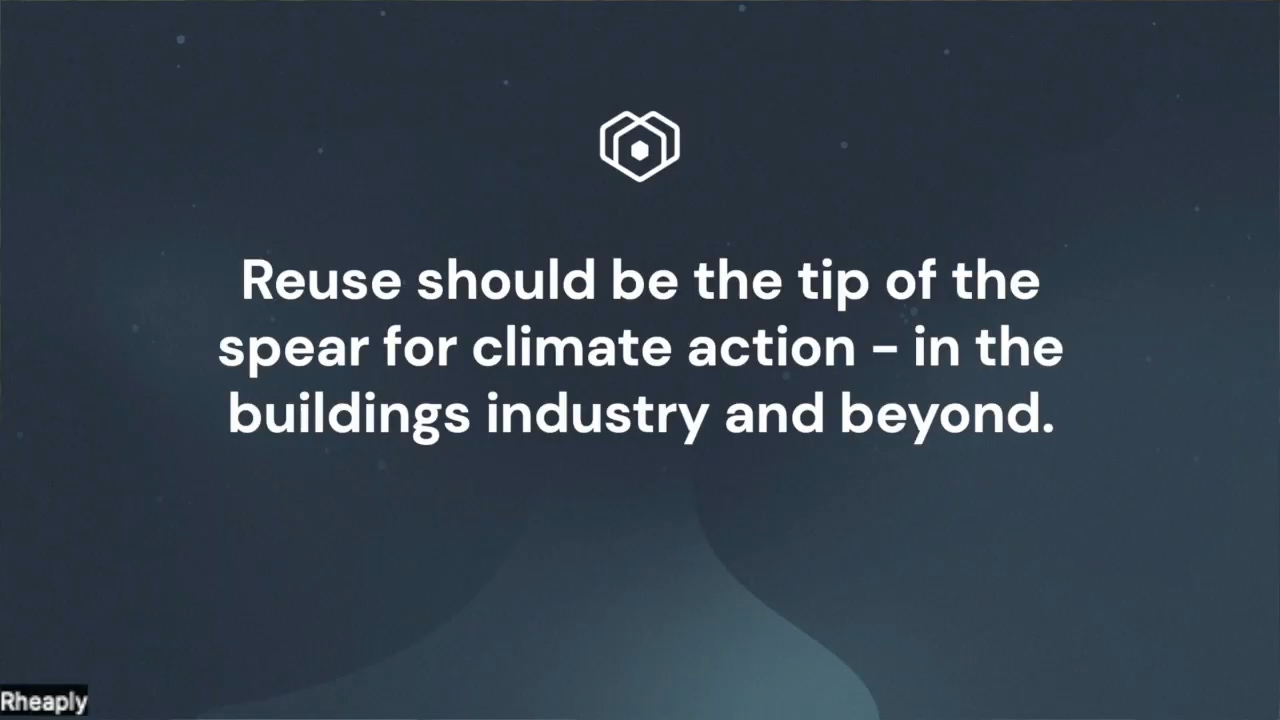 Reuse should be the tip of the
spear for climate action – in the
buildings industry and beyond.
Rheaply